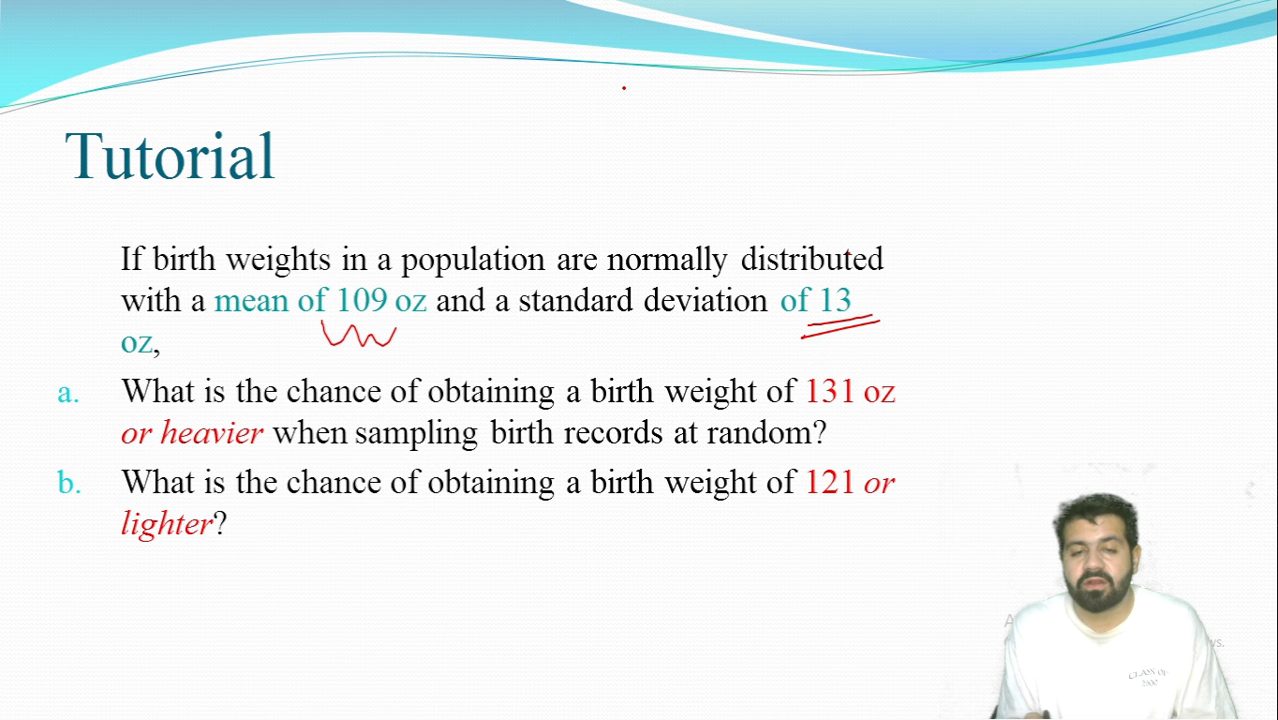 Tutorial
If birth weights in a population are normally distributed
with a mean of 109 oz and a standard deviation of 13
oz,
a. What is the chance of obtaining a birth weight of 131 oz
or heavier when sampling birth records at random?
b. What is the chance of obtaining a birth weight of 121 or
lighter?
CLASS OF